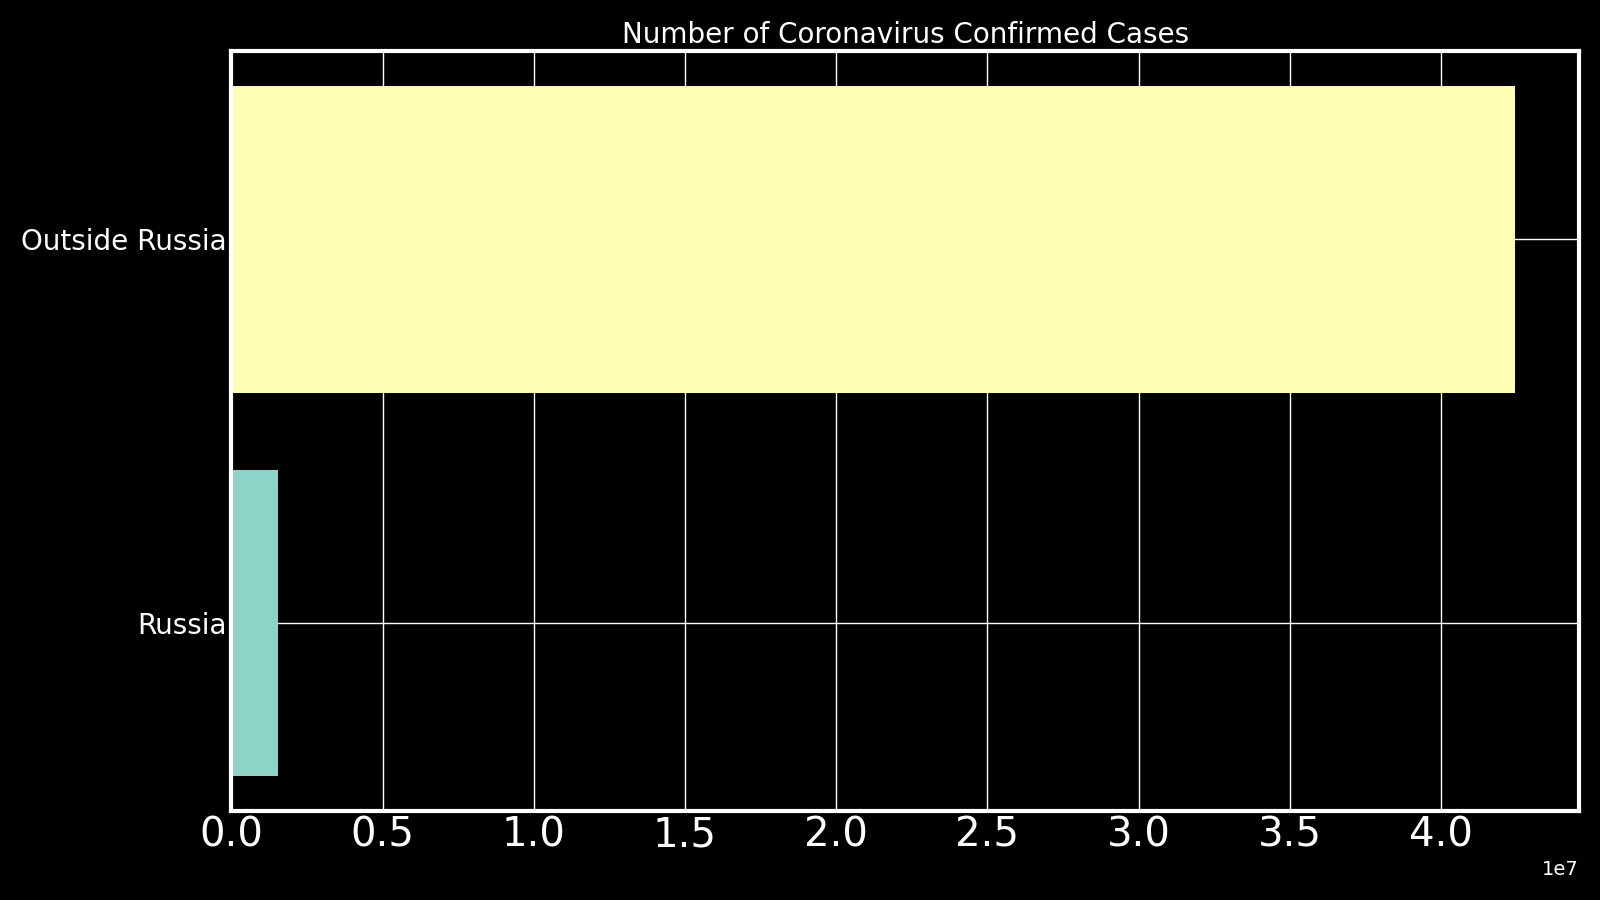 Number of Coronavirus Confirmed Cases
Outside Russia
Russia
0.0 0.5 1.0 1.5 2.0 2.5 3.0 3.5 4.0
1e7